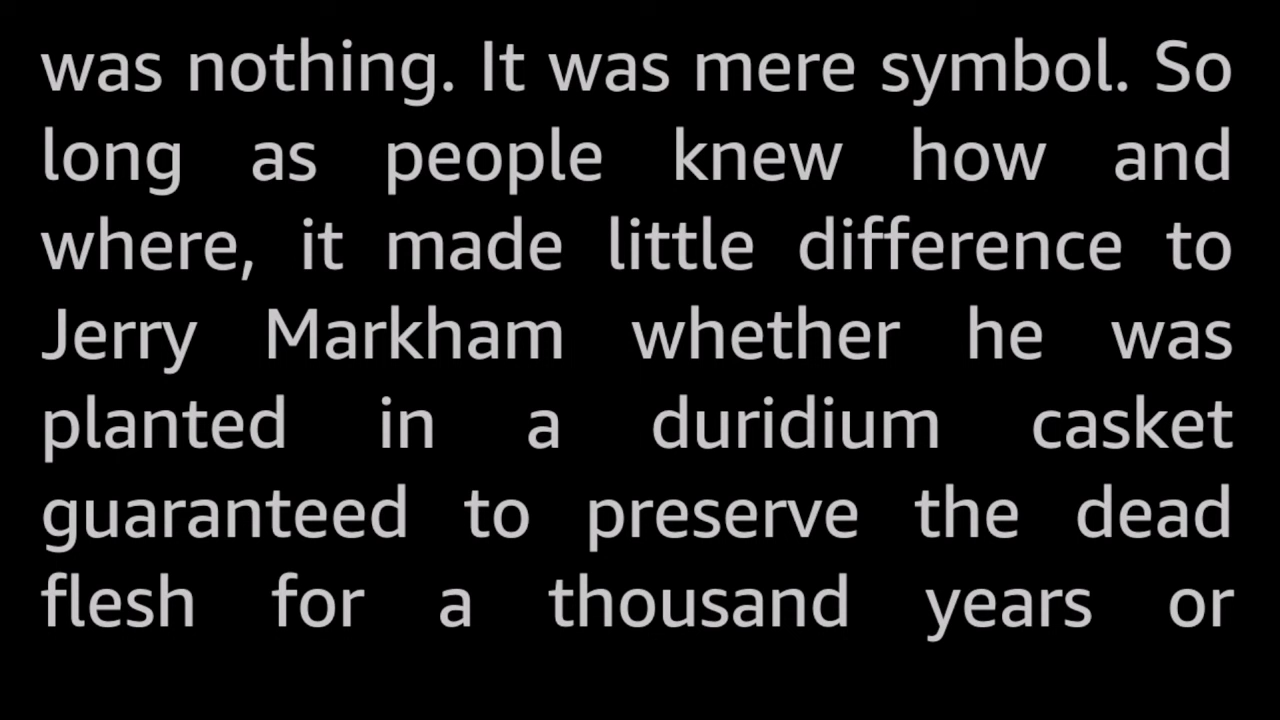 was nothing. It was mere symbol. So
long as people knew how and
where, it made little difference to
Jerry Markham whether he was
planted in a duridium casket
guaranteed to preserve the dead
flesh for a thousand years or